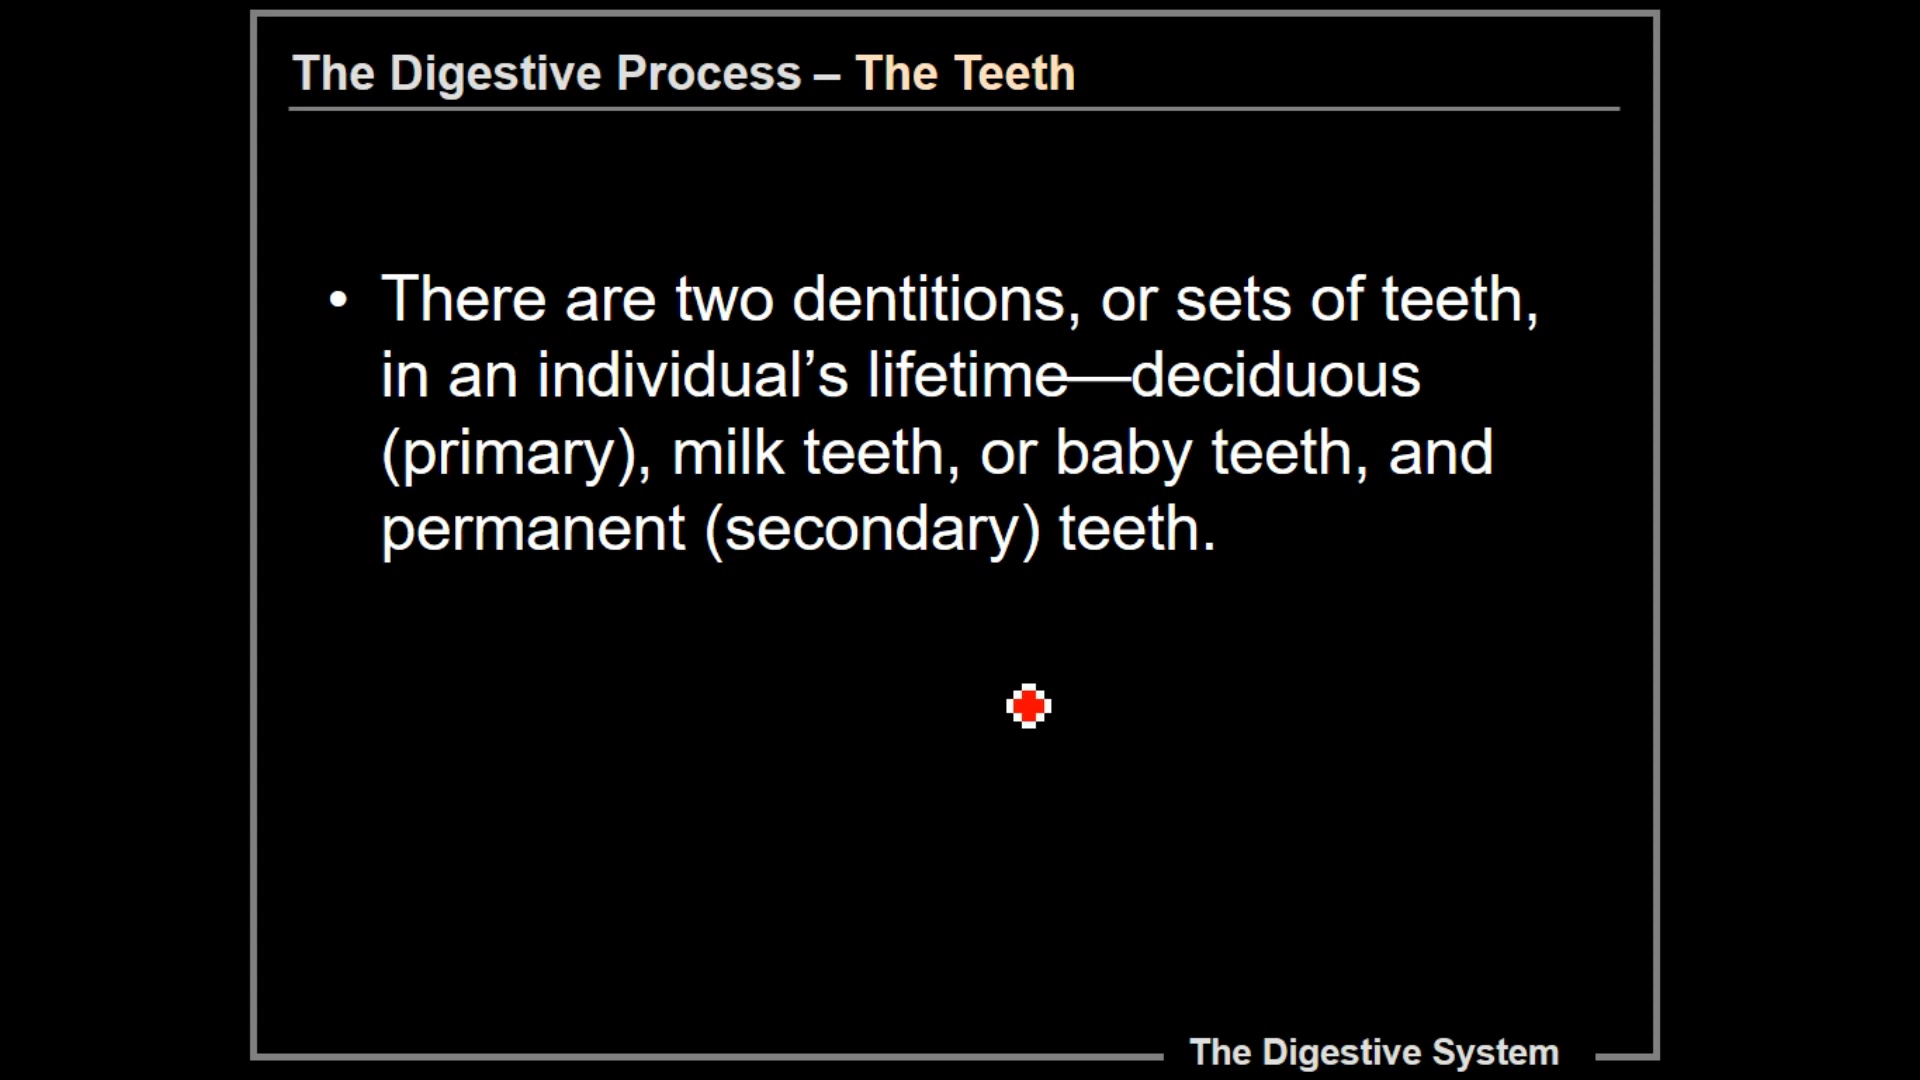 The Digestive Process – The Teeth
• There are two dentitions, or sets of teeth,
in an individual’s lifetime—deciduous
(primary), milk teeth, or baby teeth, and
permanent (secondary) teeth.
The Digestive System